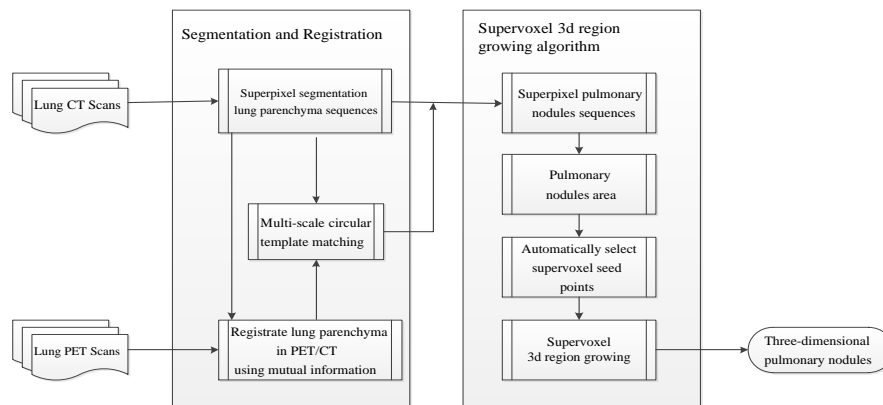 Segmentation and Registration
Lung CT Scans
Superpixel segmentation
lung parenchyma sequences
Multi-scale circular
template matching
Lung PET Scans
Registrate lung parenchyma
in PET/CT
using mutual information
Supervoxel 3d region
growing algorithm
Superpixel pulmonary
nodules sequences
Pulmonary
nodules area
Automatically select
supervoxel seed
points
Supervoxel
3d region growing
Three-dimensional
pulmonary nodules